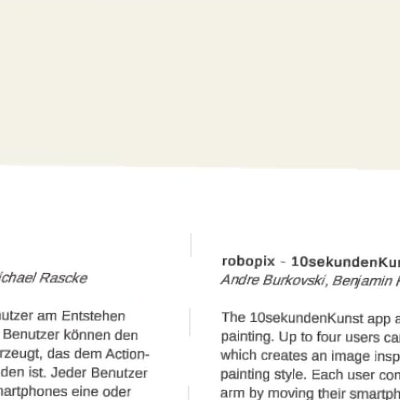 ichael Rascke
utzer am Entstehen
Benutzer können den
rzeugt, das dem Action-
den ist. Jeder Benutzer
martphones eine oder
robopix - 10sekundenKu
Andre Burkovski, Benjamin
The 10sekundenKunst app a
painting. Up to four users ca
which creates an image insp
painting style. Each user con
arm by moving their smartph